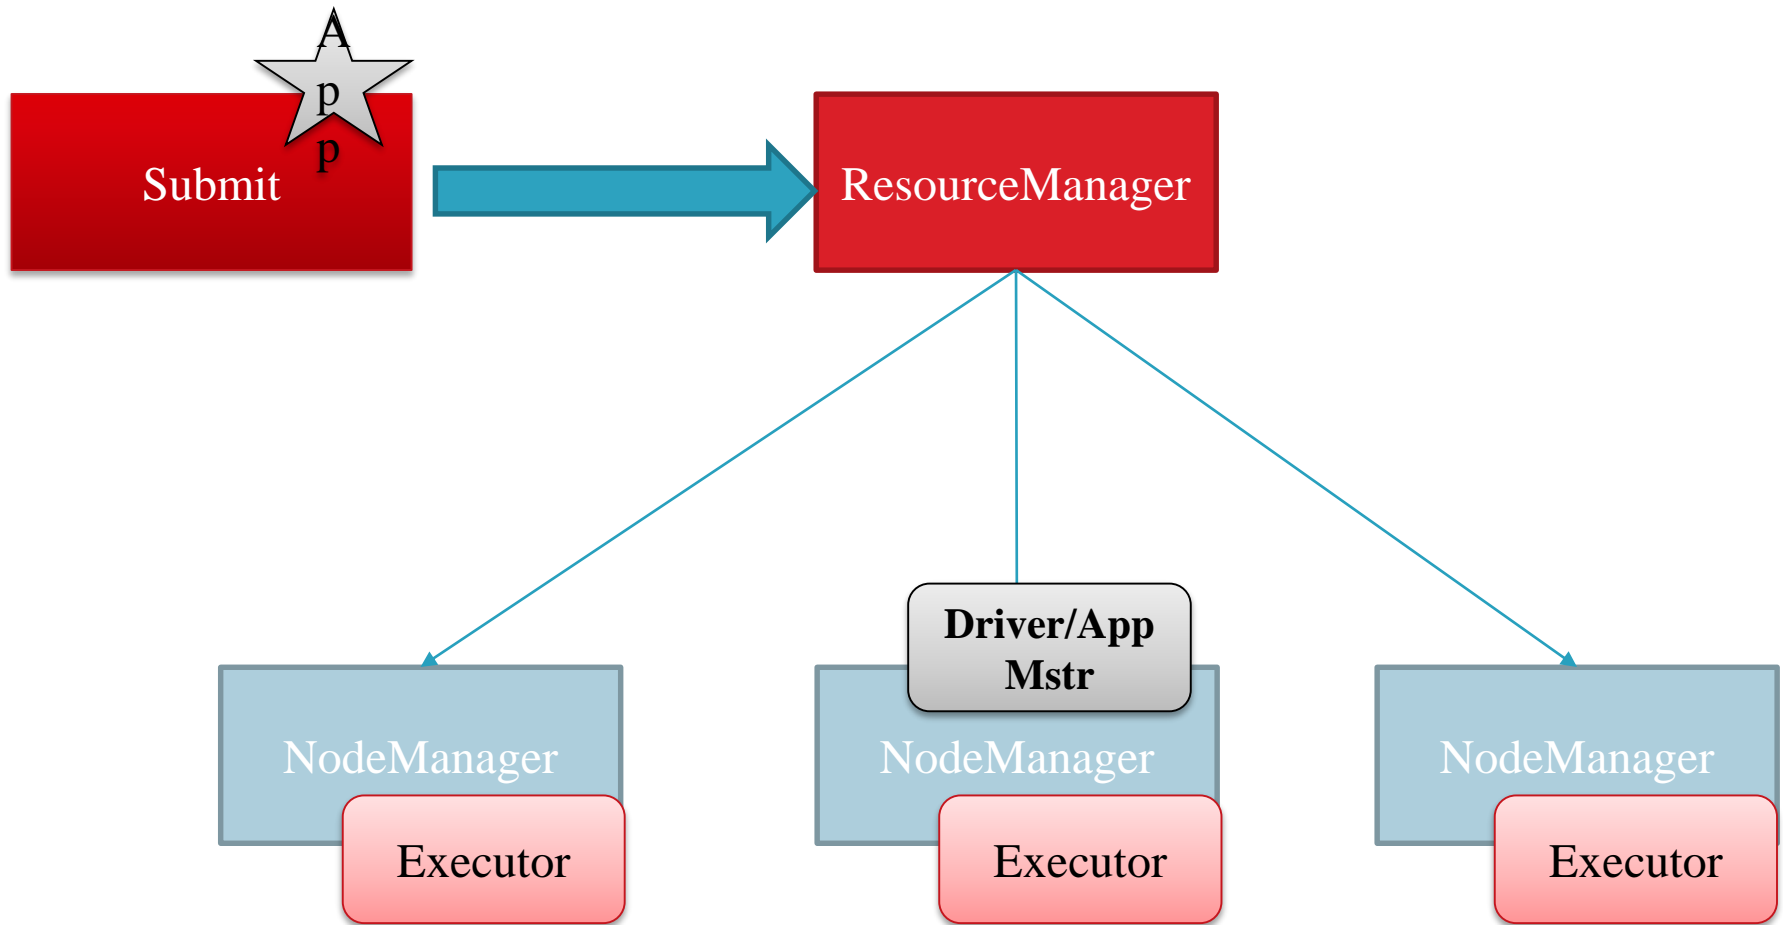 A
p
p
Submit
ResourceManager
Driver/App
Mstr
NodeManager
NodeManager
NodeManager
Executor
Executor
Executor